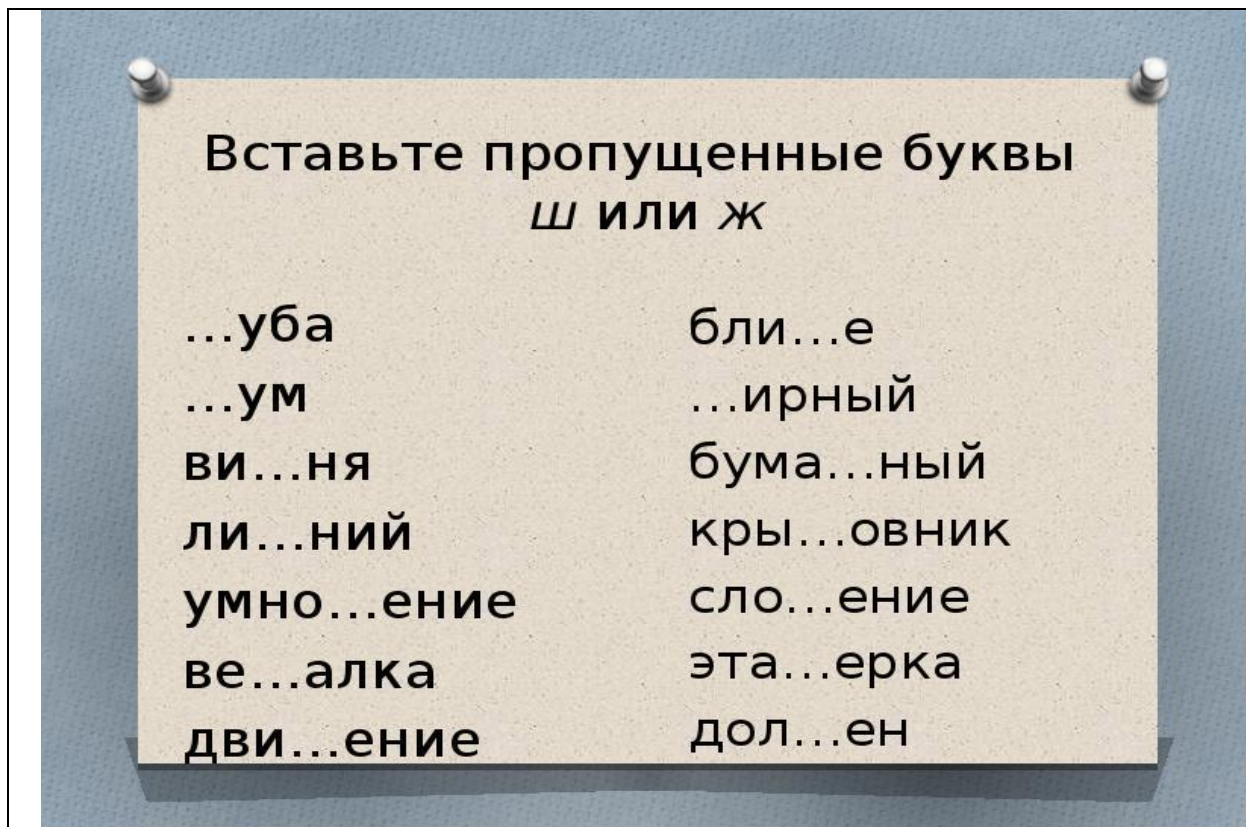 Вставьте пропущенные буквы
ш или ж
…уба
…ум
ви…ня
ли…ний
умно…ение
ве…алка
дви…ение
бли…е
…ирный
бума…ный
кры…овник
сло…ение
эта…ерка
дол…ен